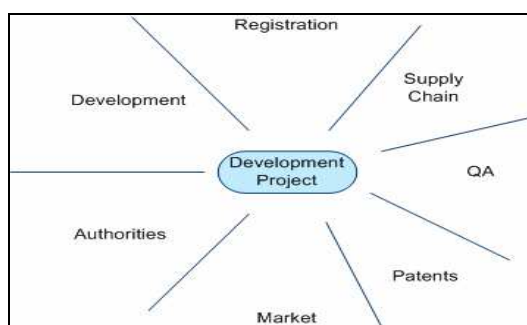 Registration
Supply
Chain
Development
Development
Project
QA
Authorities
Patents
Market